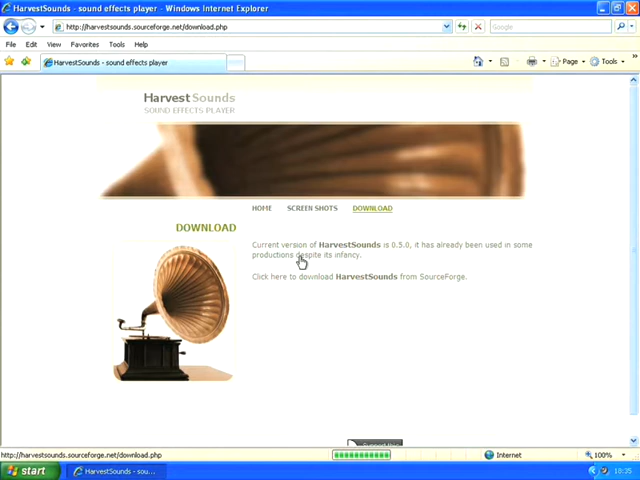 HarvestSounds - sound effects player - Windows Internet Explorer
http://harvestsounds.sourceforge.net/download.php
Google
File Edit View Favorites Tools Help
HarvestSounds - sound effects player
Page Tools
HarvestSounds
SOUND EFFECTS PLAYER
HOME SCREEN SHOTS DOWNLOAD
DOWNLOAD
Current version of HarvestSounds is 0.5.0, it has already been used in some
productions despite its infancy.
Click here to download HarvestSounds from SourceForge.
http://harvestsounds.sourceforge.net/download.php
Internet
100%
start
HarvestSounds - sou...
10:35